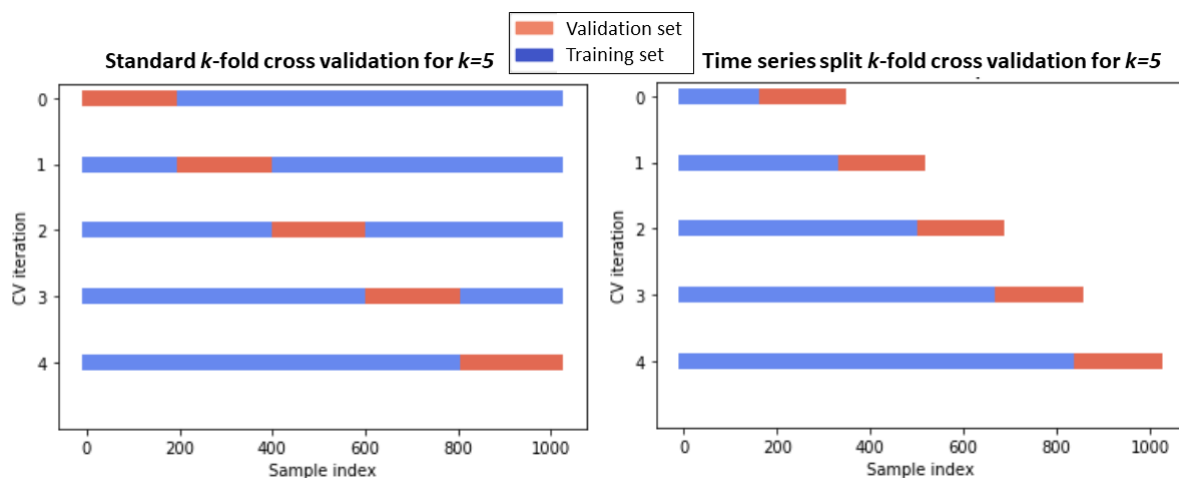 Validation set
Training set
Standard k-fold cross validation for k=5
0
1
2
3
4
CV iteration
0 200 400 600 800 1000
Sample index
Time series split k-fold cross validation for k=5
0
1
2
3
4
CV iteration
0 200 400 600 800 1000
Sample index